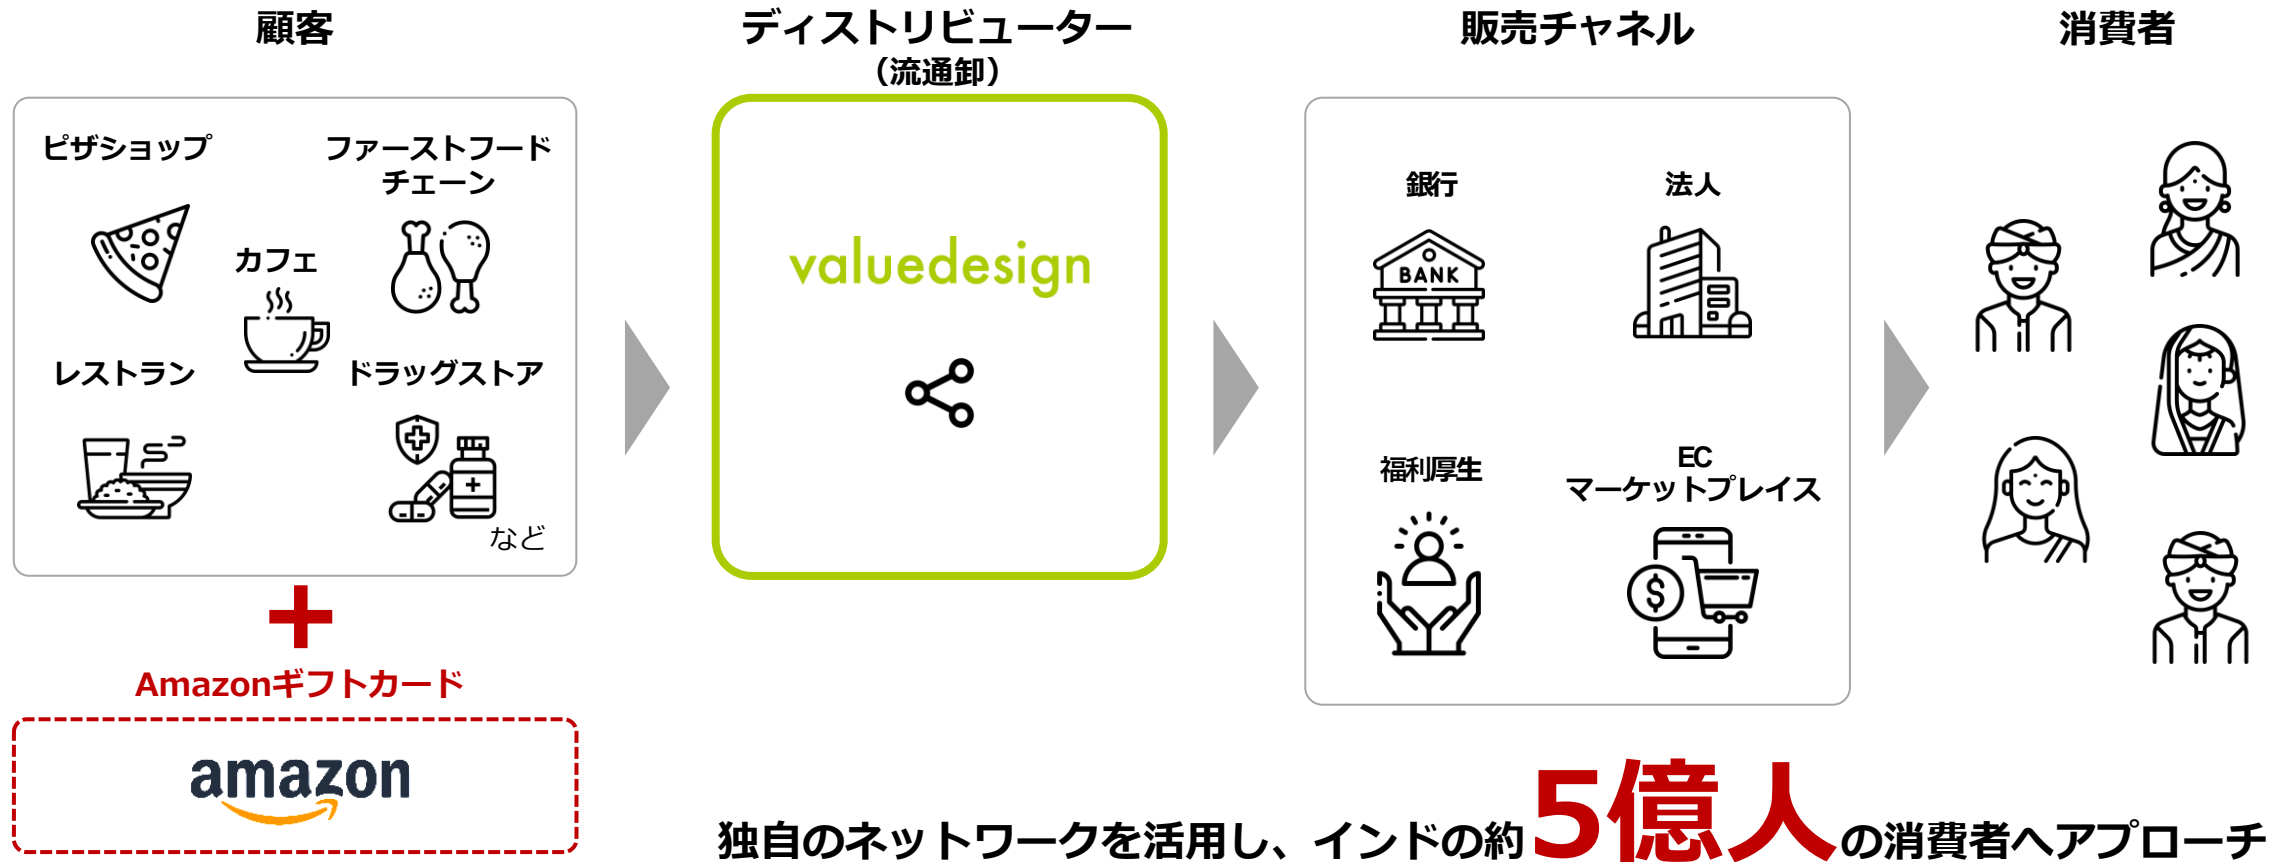 顧客
ピザショップ
ファーストフード
チェーン
カフェ
レストラン
ドラッグストア
など
Amazonギフトカード
amazon
ディストリビューター
（流通卸）
valuedesign
販売チャネル
銀行
BANK
法人
福利厚生
EC
マーケットプレイス
$
消費者
独自のネットワークを活用し、インドの約5億人の消費者へアプローチ